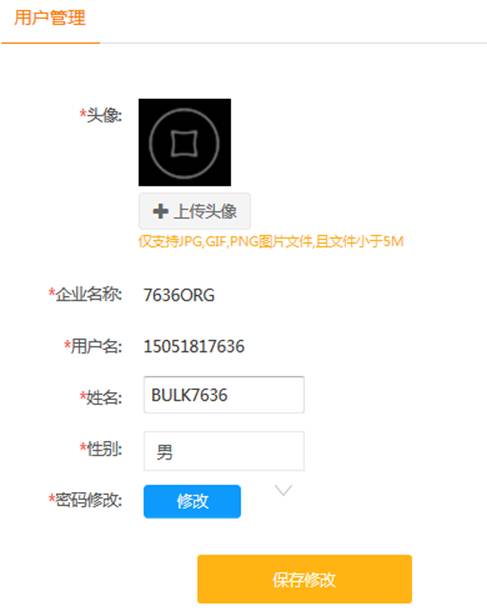 用户管理
*头像:
上传头像
仅支持JPG,GIF,PNG图片文件,且文件小于5M
*企业名称: 7636ORG
*用户名: 15051817636
*姓名: BULK7636
*性别: 男
*密码修改: 修改
保存修改